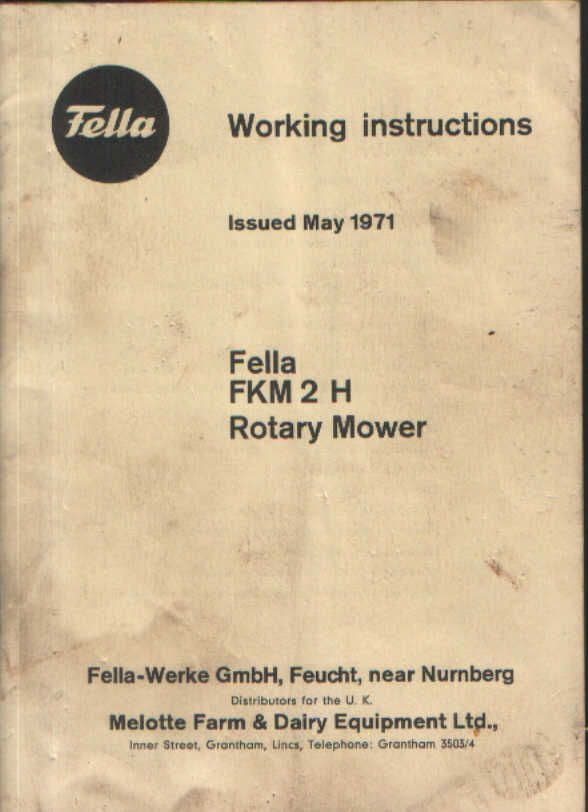 Fella
Working instructions
Issued May 1971
Fella
FKM 2 H
Rotary Mower
Fella-Werke GmbH, Feucht, near Nurnberg
Distributors for the U. K.
Melotte Farm & Dairy Equipment Ltd.,
Inner Street, Grantham, Lincs, Telephone: Grantham 3503/4